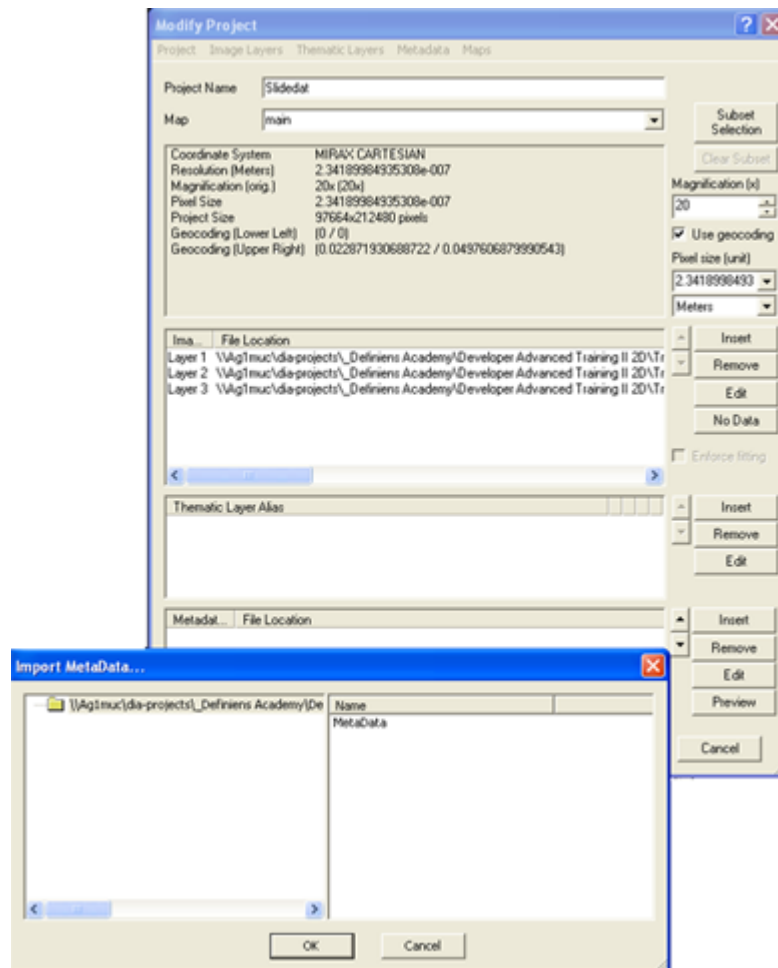 Modify Project
Project Image Layers Thematic Layers Metadata Maps
Project Name Slidedat
Map main
Subset Selection
Clear Subset
Coordinate System MIRAX CARTESIAN
Resolution (Meters) 2.34189984935308e-007
Magnification (orig.) 20x (20x)
Pixel Size 2.34189984935308e-007
Project Size 97664x212480 pixels
Geocoding (Lower Left) (0 / 0)
Geocoding (Upper Right) (0.022871930688722 / 0.0497606879990543)
Magnification (x)
20
Use geocoding
Pixel size (unit)
2.3418998493
Meters
Ima... File Location
Layer 1 \\Ag1muc\dia-projects\_Definiens Academy\Developer Advanced Training II 2D\Tr
Layer 2 \\Ag1muc\dia-projects\_Definiens Academy\Developer Advanced Training II 2D\Tr
Layer 3 \\Ag1muc\dia-projects\_Definiens Academy\Developer Advanced Training II 2D\Tr
Insert
Remove
Edit
No Data
Enforce fitting
Thematic Layer Alias
Insert
Remove
Edit
Metadat... File Location
Insert
Remove
Edit
Preview
Cancel
Import MetaData...
\\Ag1muc\dia-projects\_Definiens Academy\De
Name
MetaData
OK Cancel